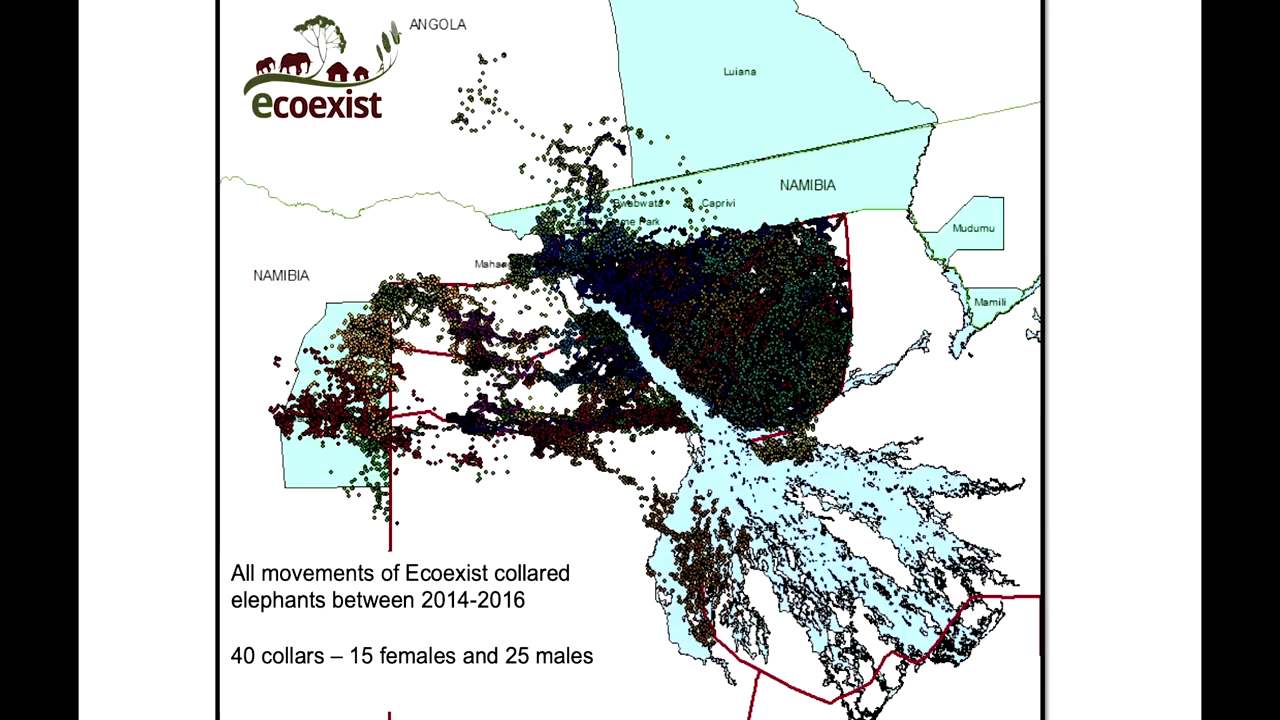 ecoexist
ANGOLA
Luiana
NAMIBIA
Caprivi
Park
Mudumu
NAMIBIA
Mamili
All movements of Ecoexist collared
elephants between 2014-2016
40 collars – 15 females and 25 males